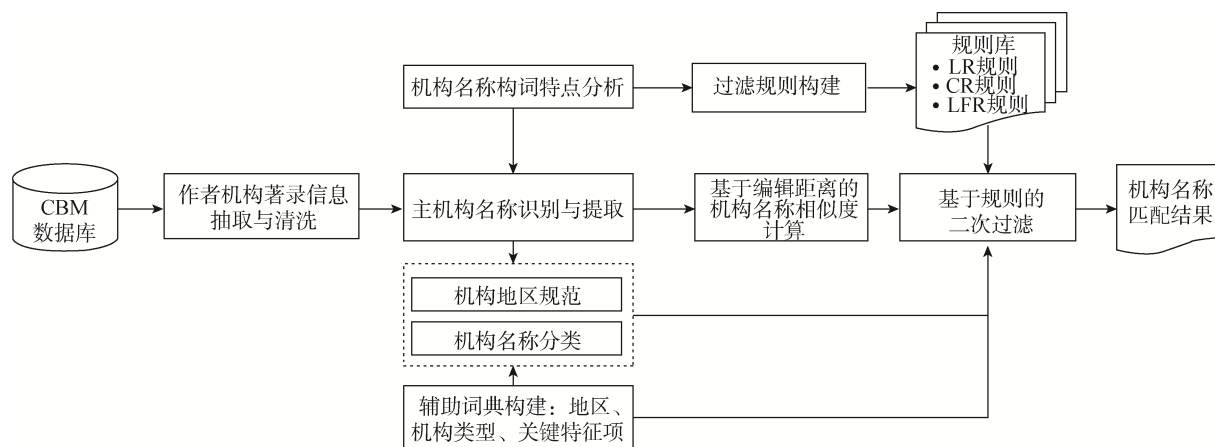 机构名称构词特点分析
过滤规则构建
规则库
• LR规则
• CR规则
• LFR规则
CBM
数据库
作者机构著录信息
抽取与清洗
主机构名称识别与提取
基于编辑距离的
机构名称相似度
计算
基于规则的
二次过滤
机构名称
匹配结果
机构地区规范
机构名称分类
辅助词典构建：地区、
机构类型、关键特征项